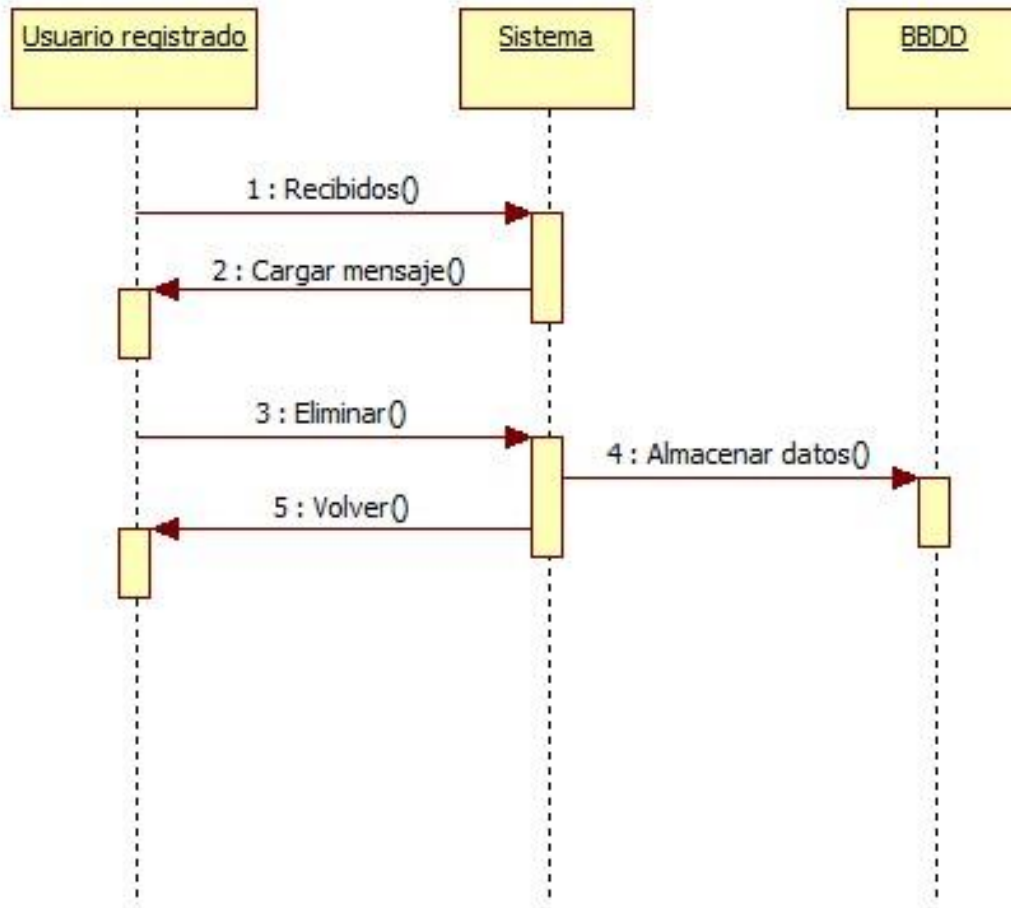 Usuario registrado
Sistema
BBDD
1 : Recibidos()
2 : Cargar mensaje()
3 : Eliminar()
4 : Almacenar datos()
5 : Volver()